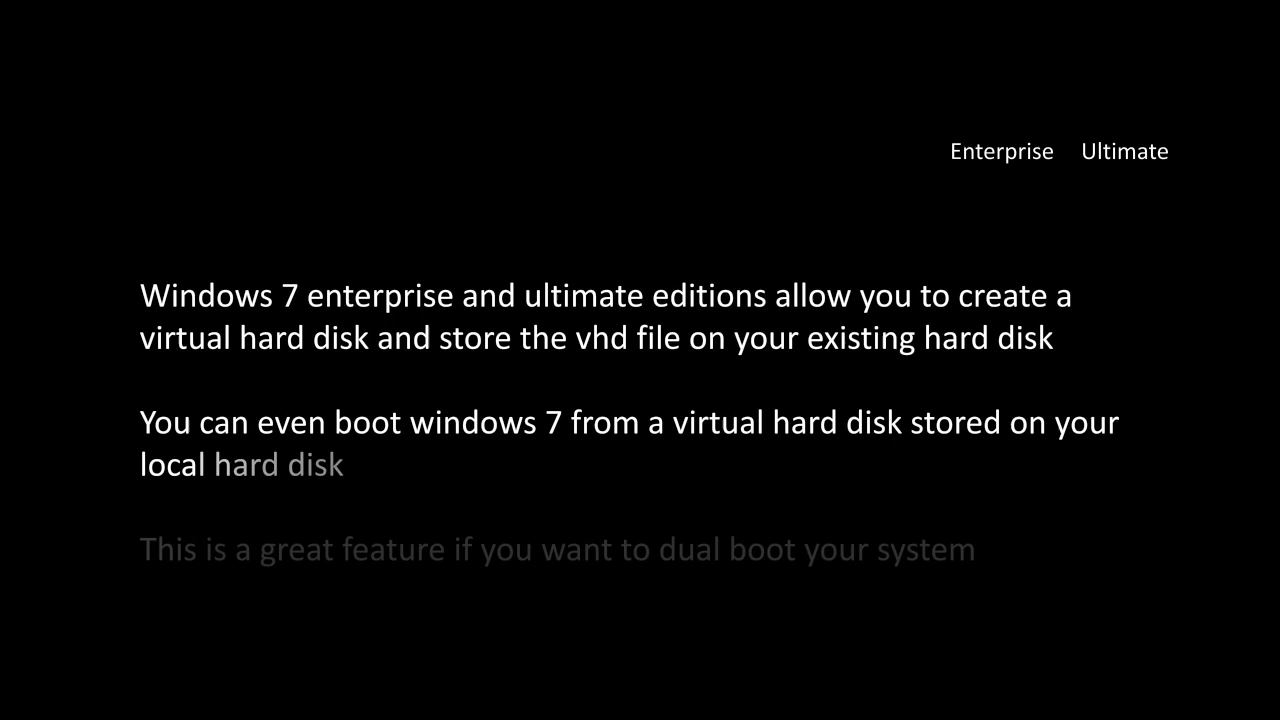 Enterprise Ultimate
Windows 7 enterprise and ultimate editions allow you to create a
virtual hard disk and store the vhd file on your existing hard disk
You can even boot windows 7 from a virtual hard disk stored on your
local hard disk
This is a great feature if you want to dual boot your system